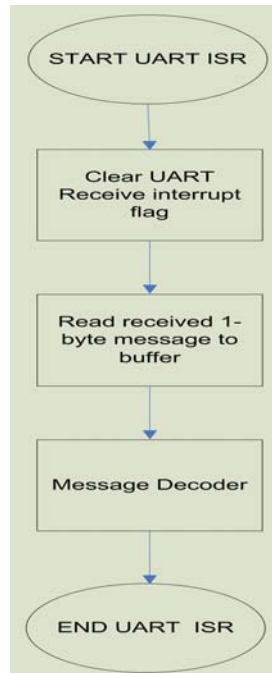 START UART ISR
Clear UART
Receive interrupt
flag
Read received 1-
byte message to
buffer
Message Decoder
END UART ISR